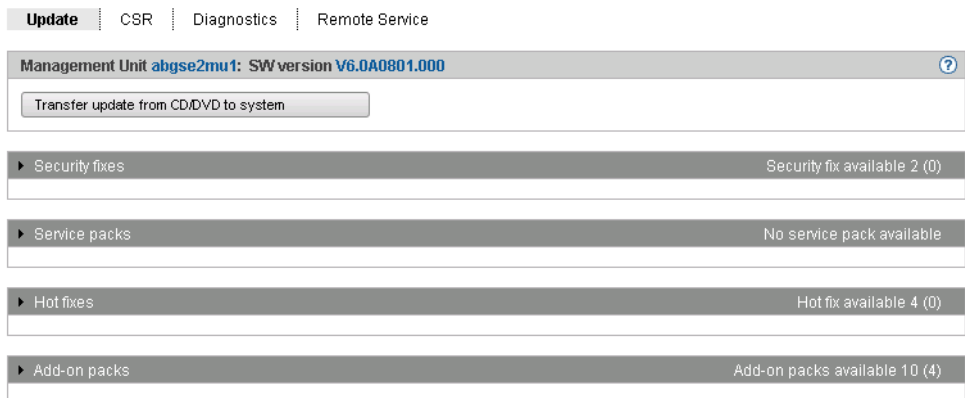 Update CSR Diagnostics Remote Service
Management Unit abgse2mu1: SW version V6.0A0801.000 ?
Transfer update from CD/DVD to system
Security fixes Security fix available 2 (0)
Service packs No service pack available
Hot fixes Hot fix available 4 (0)
Add-on packs Add-on packs available 10 (4)